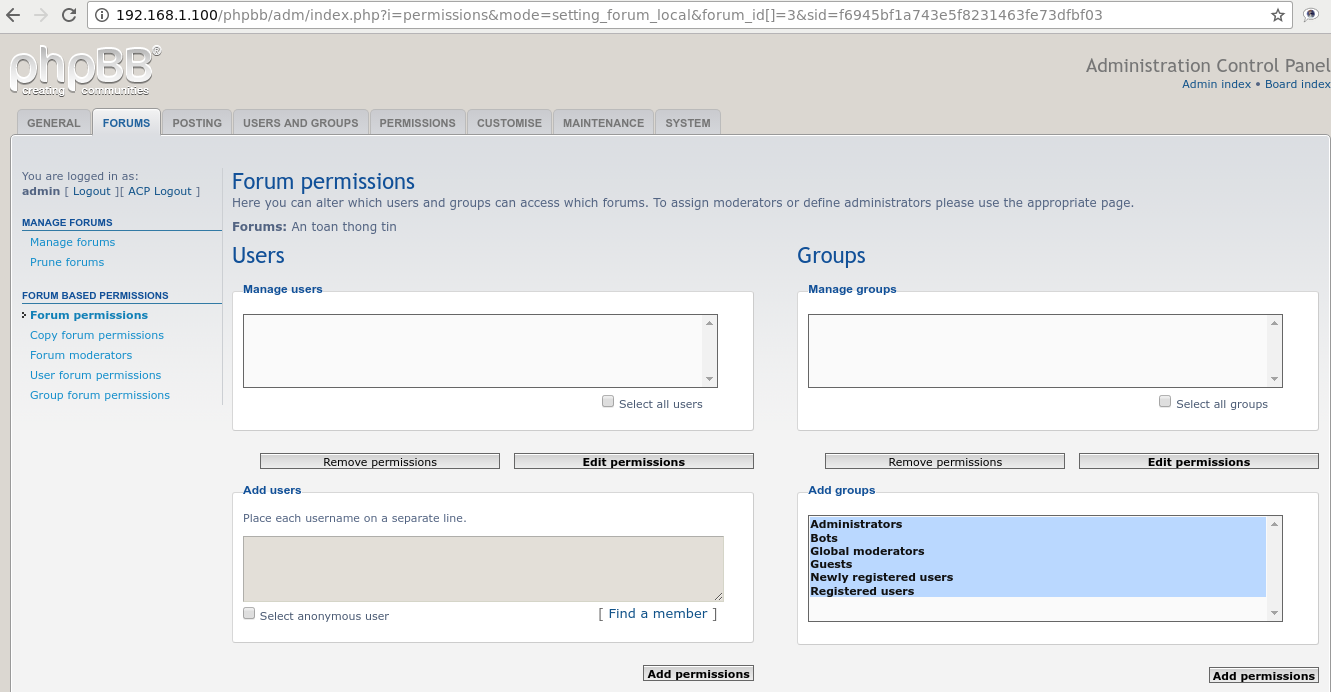 192.168.1.100/phpbb/adm/index.php?i=permissions&mode=setting_forum_local&forum_id[]=3&sid=f6945bf1a743e5f8231463fe73dfbf03
phpBB®
creating communities
Administration Control Panel
Admin index • Board index
GENERAL FORUMS POSTING USERS AND GROUPS PERMISSIONS CUSTOMISE MAINTENANCE SYSTEM
You are logged in as:
admin [ Logout ][ ACP Logout ]
MANAGE FORUMS
Manage forums
Prune forums
FORUM BASED PERMISSIONS
Forum permissions
Copy forum permissions
Forum moderators
User forum permissions
Group forum permissions
Forum permissions
Here you can alter which users and groups can access which forums. To assign moderators or define administrators please use the appropriate page.
Forums: An toan thong tin
Users
Manage users
Select all users
Remove permissions Edit permissions
Add users
Place each username on a separate line.
Select anonymous user [ Find a member ]
Add permissions
Groups
Manage groups
Select all groups
Remove permissions Edit permissions
Add groups
Administrators
Bots
Global moderators
Guests
Newly registered users
Registered users
Add permissions